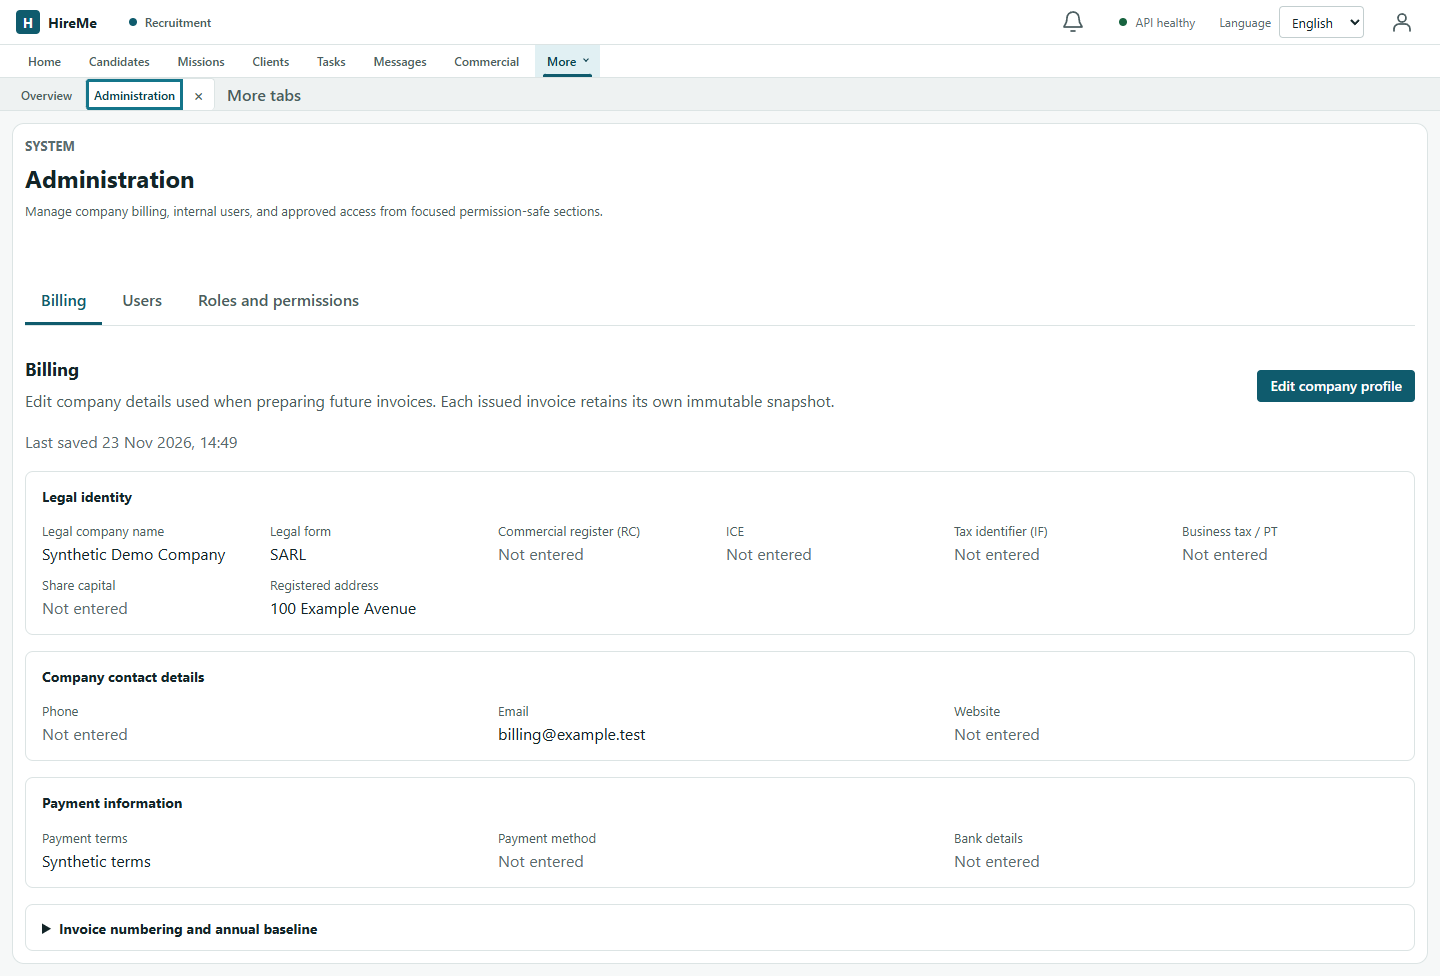 H HireMe Recruitment API healthy Language English
Home Candidates Missions Clients Tasks Messages Commercial More
Overview Administration × More tabs
SYSTEM
Administration
Manage company billing, internal users, and approved access from focused permission-safe sections.
Billing Users Roles and permissions
Billing
Edit company profile
Edit company details used when preparing future invoices. Each issued invoice retains its own immutable snapshot.
Last saved 23 Nov 2026, 14:49
Legal identity
Legal company name Legal form Commercial register (RC) ICE Tax identifier (IF) Business tax / PT
Synthetic Demo Company SARL Not entered Not entered Not entered Not entered
Share capital Registered address
Not entered 100 Example Avenue
Company contact details
Phone Email Website
Not entered billing@example.test Not entered
Payment information
Payment terms Payment method Bank details
Synthetic terms Not entered Not entered
Invoice numbering and annual baseline